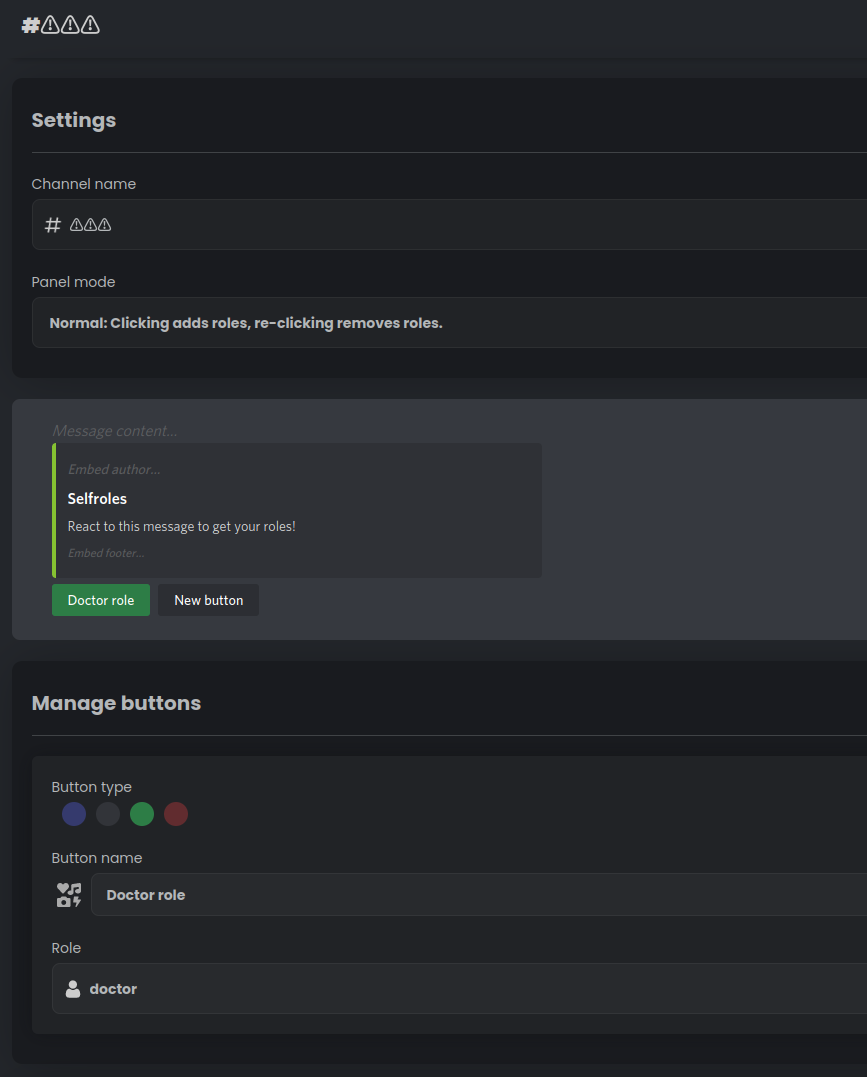 #⚠⚠⚠
Settings
Channel name
# ⚠⚠⚠
Panel mode
Normal: Clicking adds roles, re-clicking removes roles.
Message content...
Embed author...
Selfroles
React to this message to get your roles!
Embed footer...
Doctor role New button
Manage buttons
Button type
Button name
Doctor role
Role
doctor